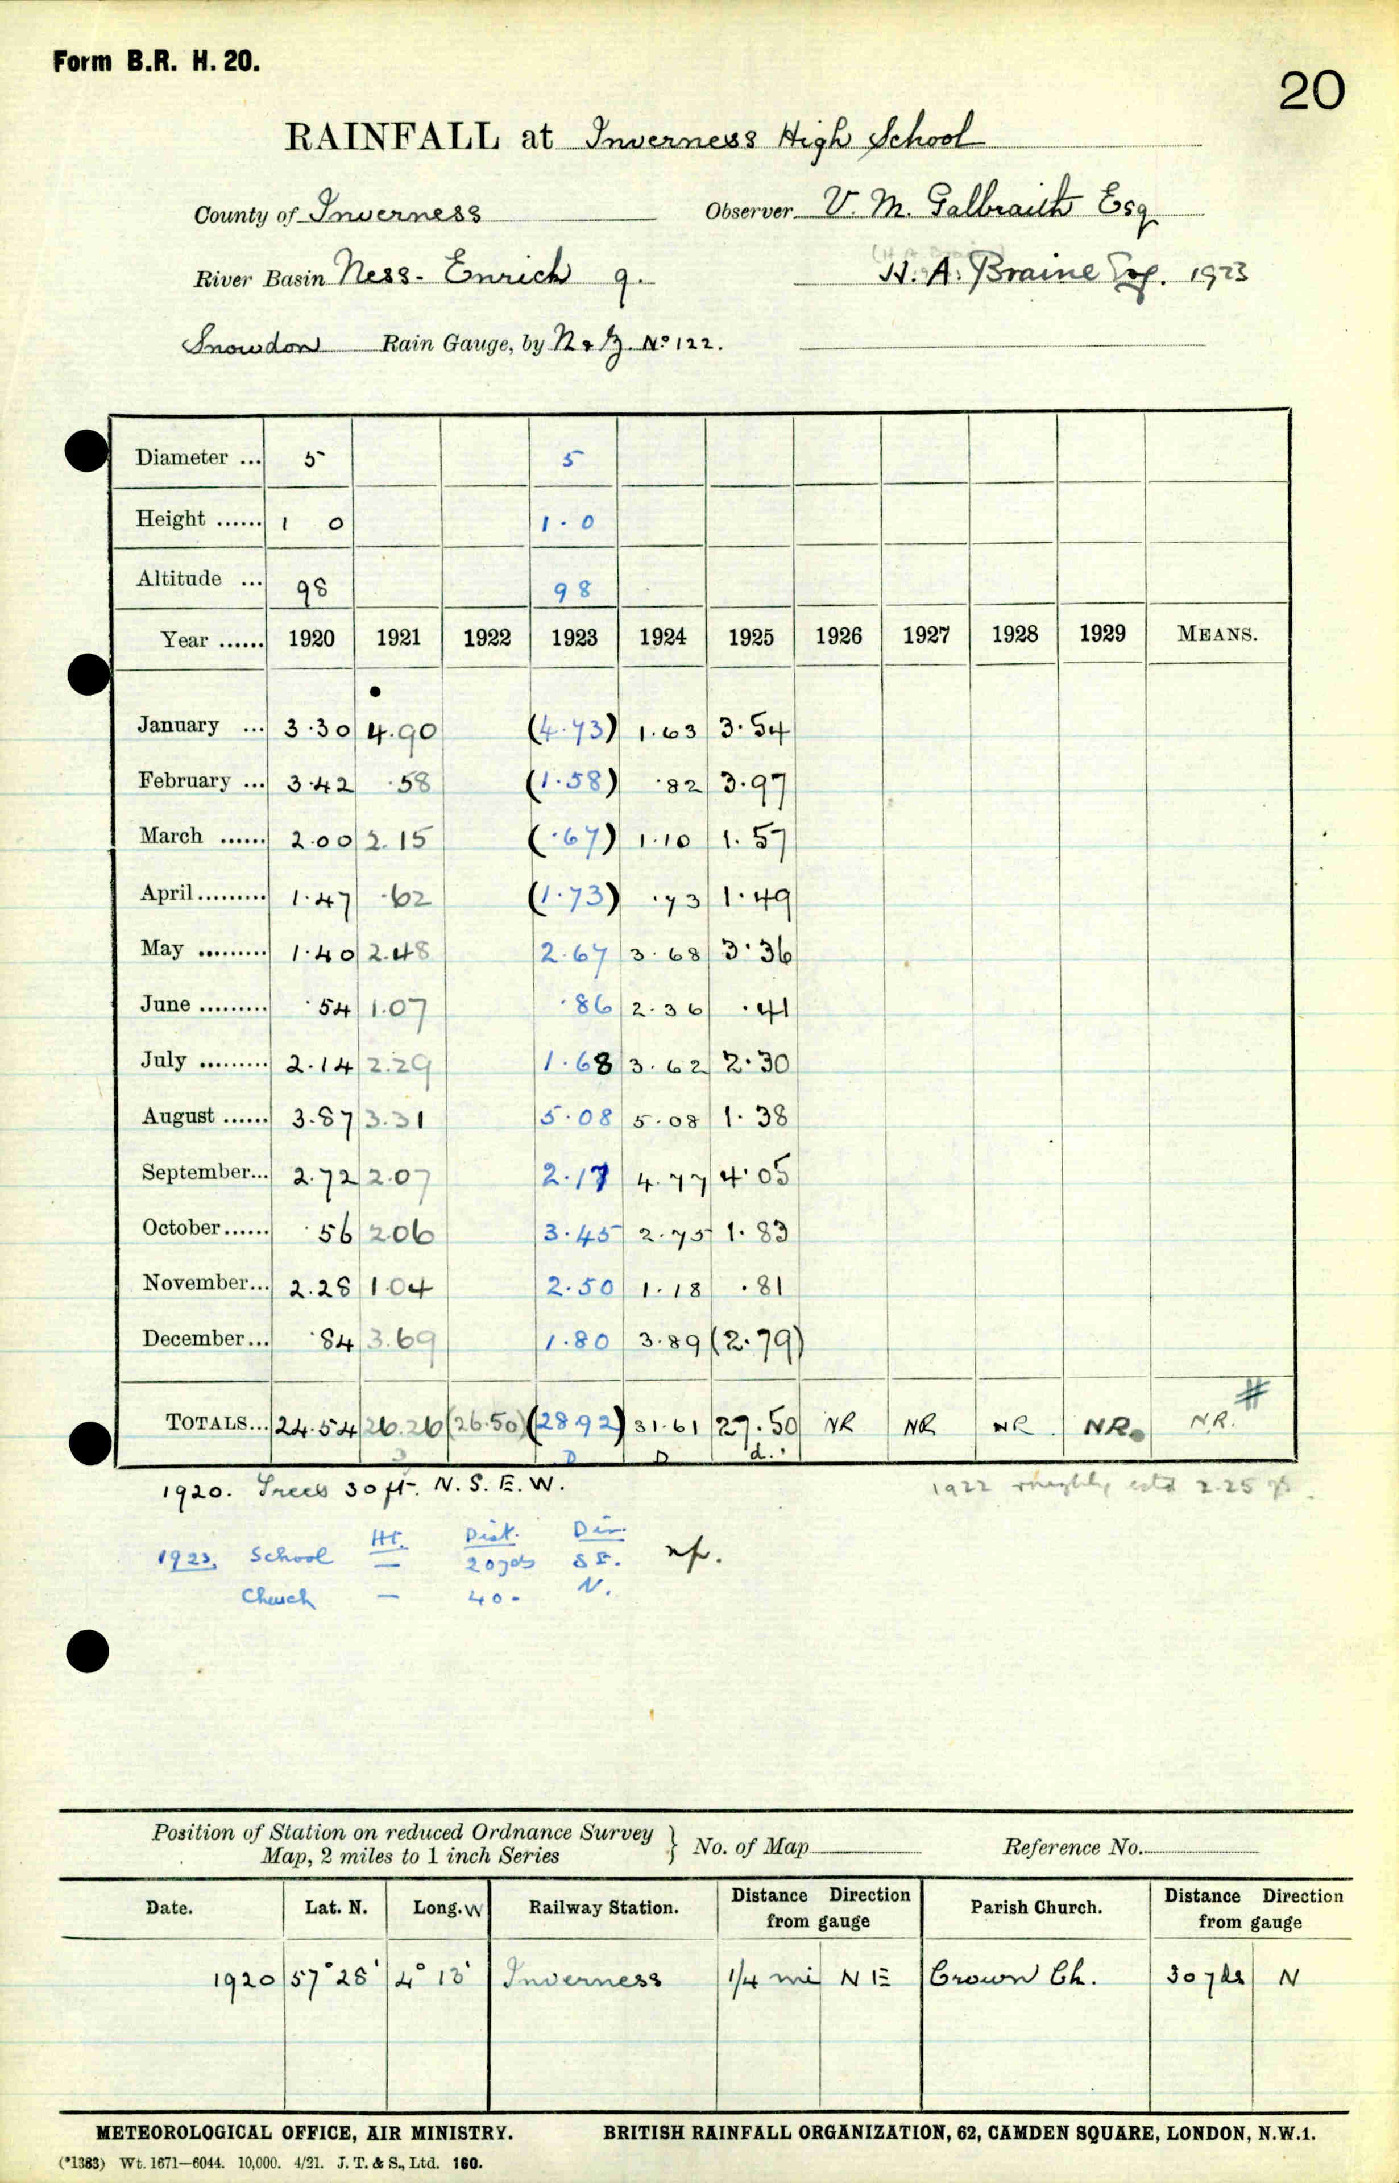 Form B.R. H. 20.
20
RAINFALL at Inverness High School
County of Inverness Observer V. M. Galbraith Esq
River Basin Ness - Enrick 9. H. A. Braine Esq. 1923
Snowdon Rain Gauge, by N & Z. No 122.
Diameter ... 5 5
Height ...... 1 0 1.0
Altitude ... 98 98
Year ...... 1920 1921 1922 1923 1924 1925 1926 1927 1928 1929 MEANS.
January ... 3.30 4.90 (4.73) 1.63 3.54
February ... 3.42 .58 (1.58) .82 3.97
March ...... 2.00 2.15 (.67) 1.10 1.57
April ......... 1.47 .62 (1.73) .73 1.49
May ......... 1.40 2.48 2.67 3.68 3.36
June ......... .54 1.07 .86 2.36 .41
July ......... 2.14 2.29 1.68 3.62 2.30
August ...... 3.87 3.31 5.08 5.08 1.38
September... 2.72 2.07 2.17 4.77 4.05
October ...... .56 2.06 3.45 2.75 1.83
November... 2.28 1.04 2.50 1.18 .81
December... .84 3.69 1.80 3.89 (2.79)
TOTALS... 24.54 26.26 (26.50) (28.92) 31.61 27.50 NR NR NR NR. NR. #
D D d.
1920. Trees 30 ft. N. S. E. W. 1922 roughly estd 2.25
Ht. Dist. Dir.
1923. School — 20 yds SE. nf.
Church — 40 - N.
Position of Station on reduced Ordnance Survey
Map, 2 miles to 1 inch Series } No. of Map Reference No.
Date. Lat. N. Long. W Railway Station. Distance Direction from gauge Parish Church. Distance Direction from gauge
1920 57° 28' 4° 13' Inverness 1/4 mi NE Crown Ch. 30 yds N
METEOROLOGICAL OFFICE, AIR MINISTRY. BRITISH RAINFALL ORGANIZATION, 62, CAMDEN SQUARE, LONDON, N.W.1.
(*1383) Wt. 1671—6044. 10,000. 4/21. J. T. & S., Ltd. 160.